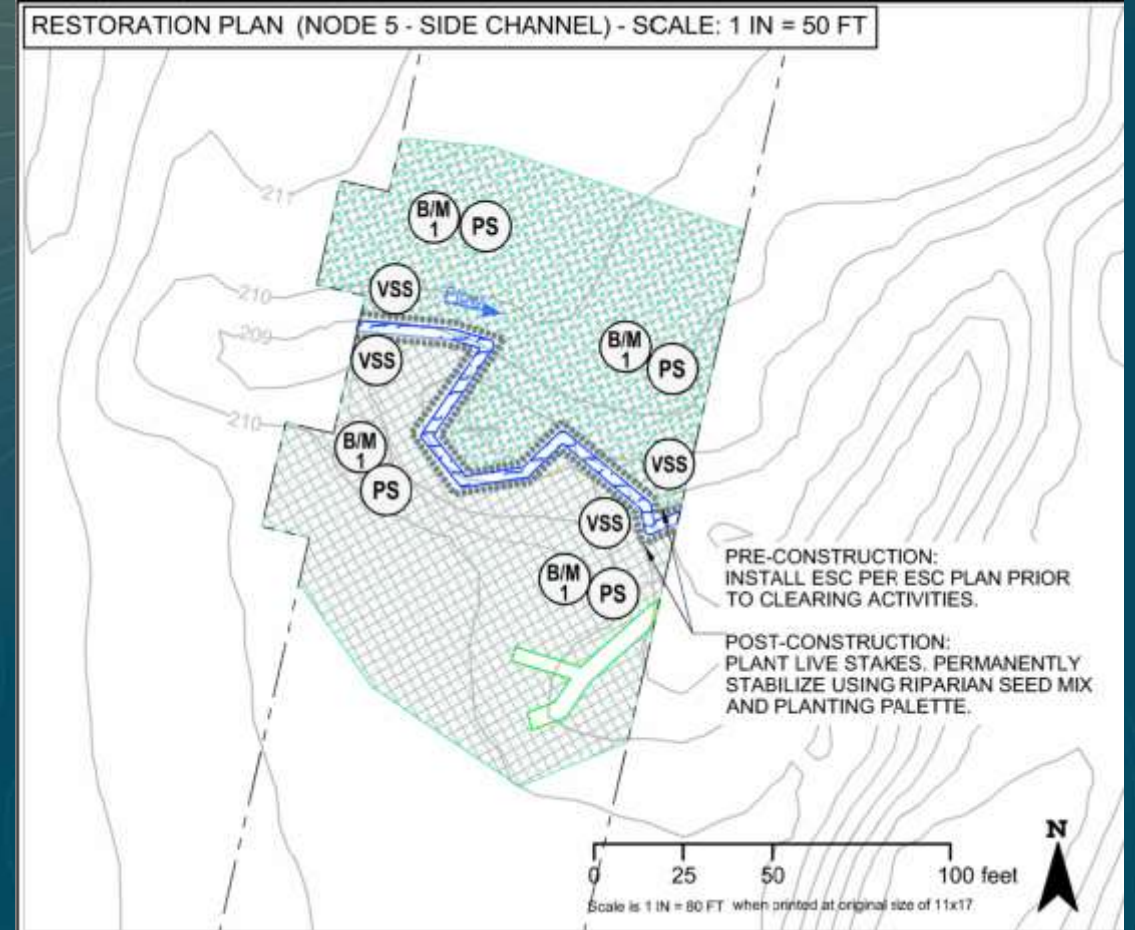 RESTORATION PLAN (NODE 5 - SIDE CHANNEL) - SCALE: 1 IN = 50 FT
211
B/M
1
PS
VSS
210
Flow
209
VSS
B/M
1
PS
210
B/M
1
PS
VSS
VSS
B/M
1
PS
PRE-CONSTRUCTION:
INSTALL ESC PER ESC PLAN PRIOR
TO CLEARING ACTIVITIES.
POST-CONSTRUCTION:
PLANT LIVE STAKES. PERMANENTLY
STABILIZE USING RIPARIAN SEED MIX
AND PLANTING PALETTE.
N
0 25 50 100 feet
Scale is 1 IN = 80 FT when printed at original size of 11x17